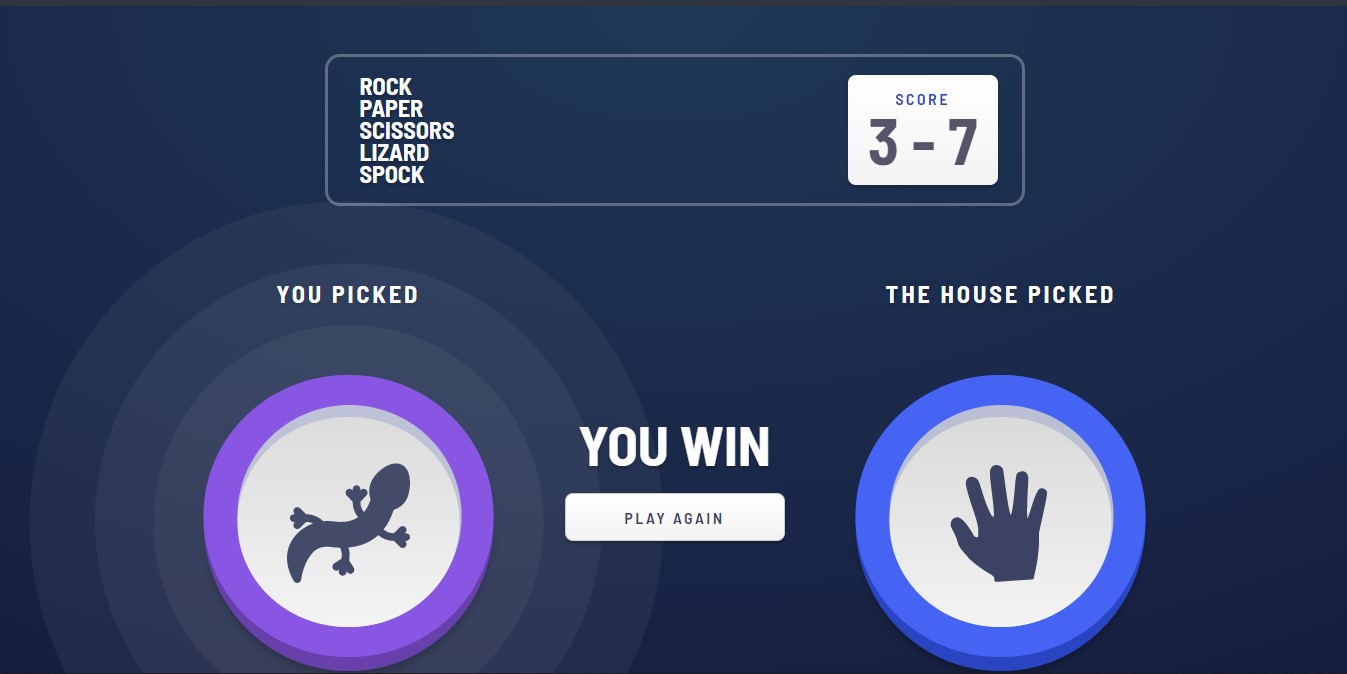 ROCK
PAPER
SCISSORS
LIZARD
SPOCK
SCORE
3 - 7
YOU PICKED
THE HOUSE PICKED
YOU WIN
PLAY AGAIN